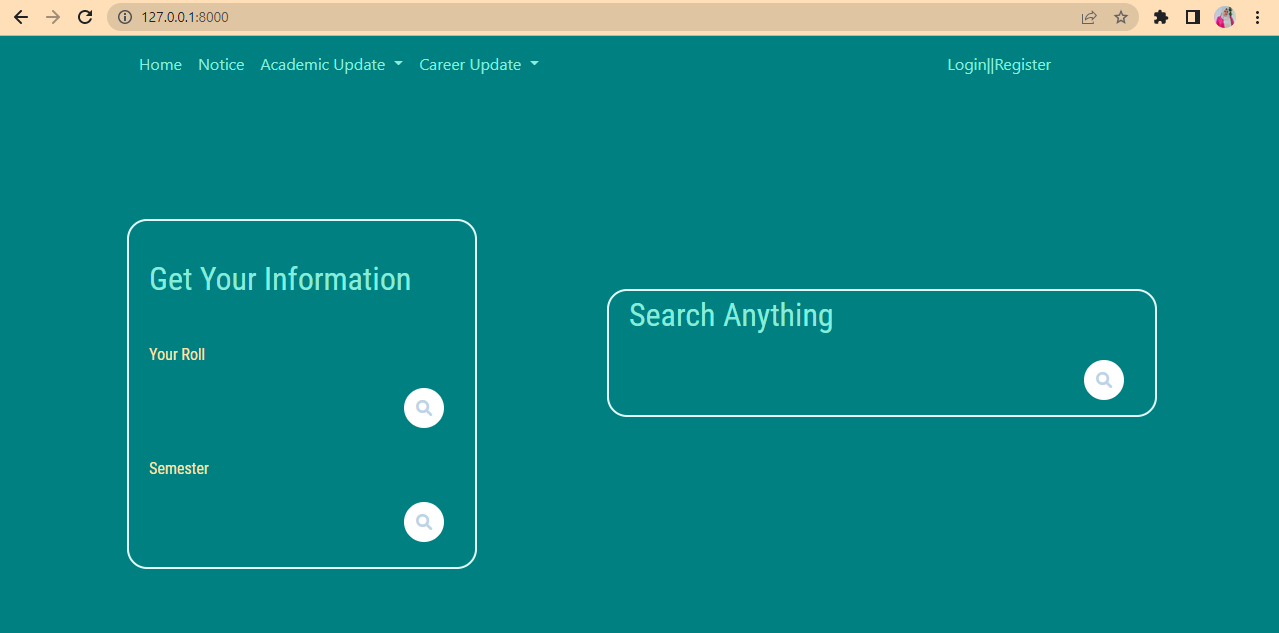 127.0.0.1:8000
Home Notice Academic Update Career Update Login||Register
Get Your Information
Your Roll
Semester
Search Anything